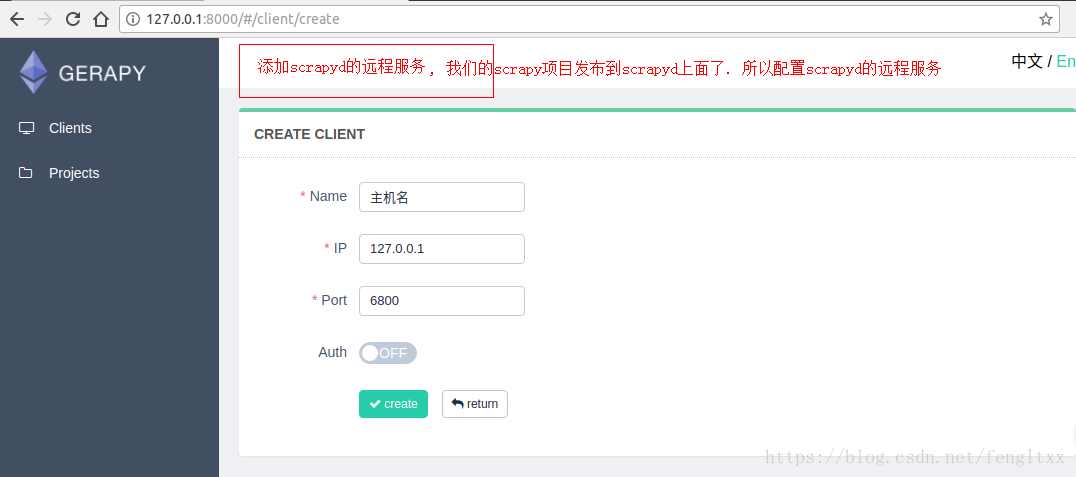 127.0.0.1:8000/#/client/create
GERAPY
添加scrapyd的远程服务，我们的scrapy项目发布到scrapyd上面了. 所以配置scrapyd的远程服务
中文 / En
Clients
Projects
CREATE CLIENT
* Name 主机名
* IP 127.0.0.1
* Port 6800
Auth OFF
create return
https://blog.csdn.net/fengltxx